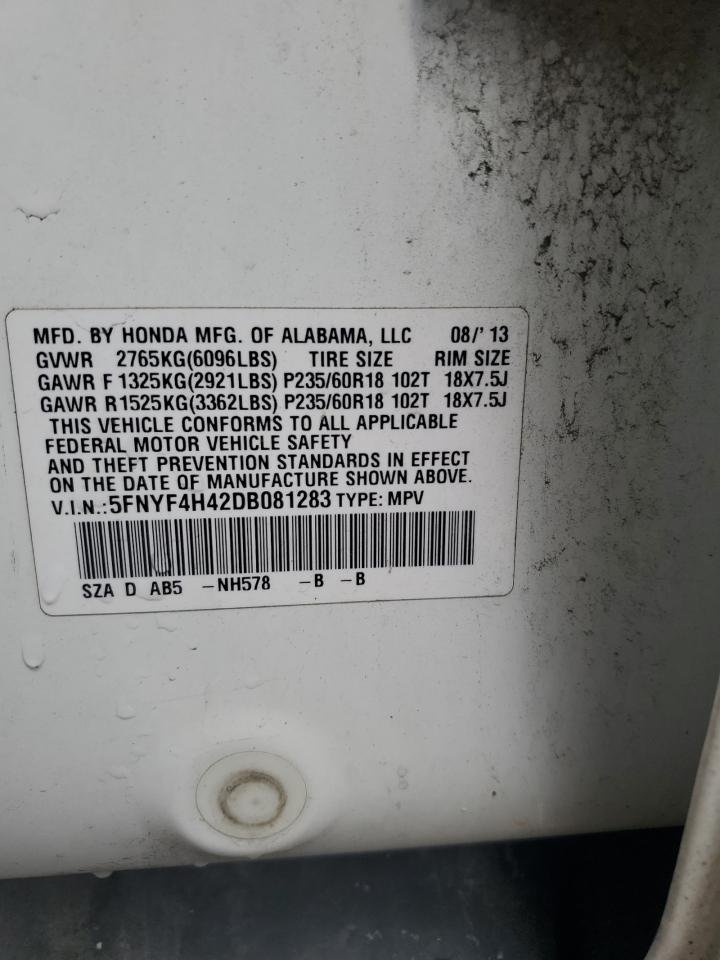 MFD. BY HONDA MFG. OF ALABAMA, LLC 08/'13
GVWR 2765KG(6096LBS) TIRE SIZE RIM SIZE
GAWR F 1325KG(2921LBS) P235/60R18 102T 18X7.5J
GAWR R1525KG(3362LBS) P235/60R18 102T 18X7.5J
THIS VEHICLE CONFORMS TO ALL APPLICABLE
FEDERAL MOTOR VEHICLE SAFETY
AND THEFT PREVENTION STANDARDS IN EFFECT
ON THE DATE OF MANUFACTURE SHOWN ABOVE.
V.I.N.:5FNYF4H42DB081283 TYPE: MPV
SZA D AB5 -NH578 -B -B